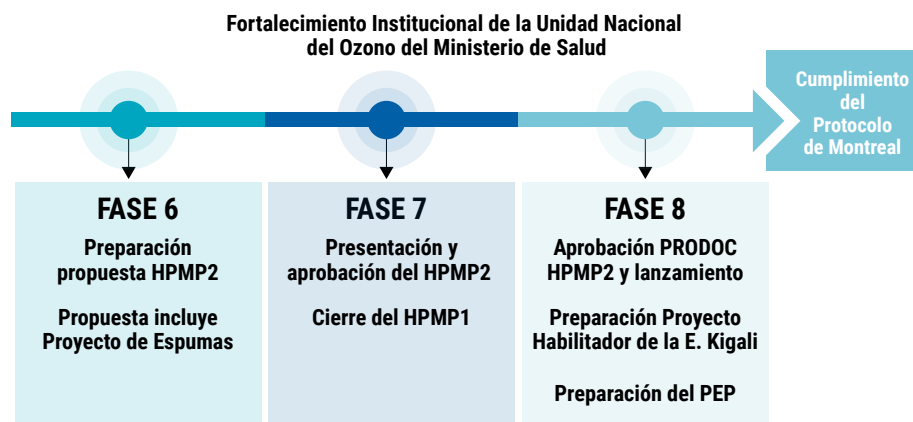 Fortalecimiento Institucional de la Unidad Nacional
del Ozono del Ministerio de Salud
Cumplimiento
del
Protocolo
de Montreal
FASE 6
Preparación
propuesta HPMP2
Propuesta incluye
Proyecto de Espumas
FASE 7
Presentación y
aprobación del HPMP2
Cierre del HPMP1
FASE 8
Aprobación PRODOC
HPMP2 y lanzamiento
Preparación Proyecto
Habilitador de la E. Kigali
Preparación del PEP